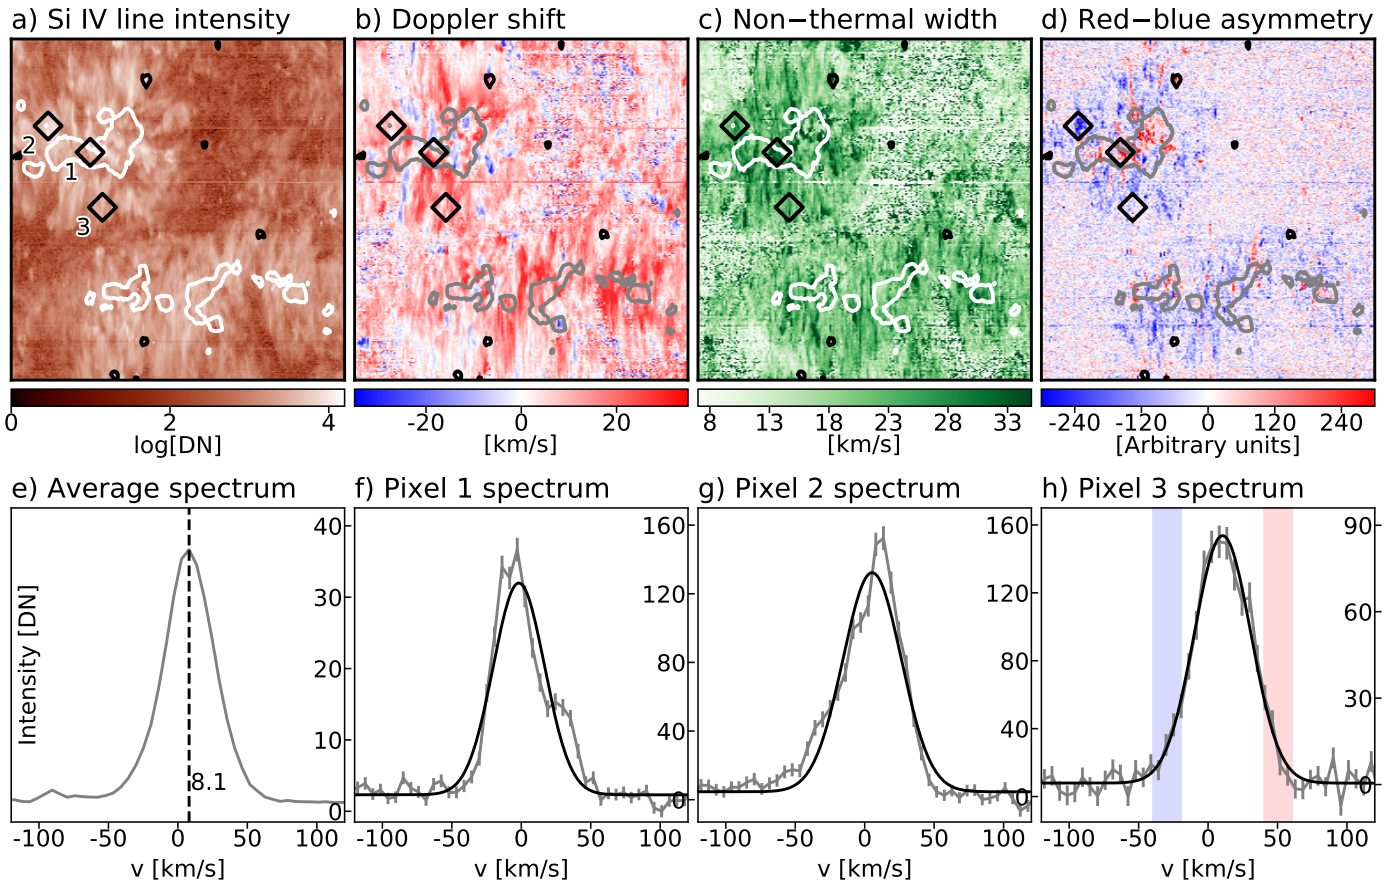 a) Si IV line intensity
b) Doppler shift
c) Non−thermal width
d) Red−blue asymmetry
2
1
3
0 2 4
log[DN]
-20 0 20
[km/s]
8 13 18 23 28 33
[km/s]
-240 -120 0 120 240
[Arbitrary units]
e) Average spectrum
f) Pixel 1 spectrum
g) Pixel 2 spectrum
h) Pixel 3 spectrum
Intensity [DN]
40
30
20
10
0
8.1
160
120
80
40
0
160
120
80
40
0
90
60
30
0
-100 -50 0 50 100
v [km/s]
-100 -50 0 50 100
v [km/s]
-100 -50 0 50 100
v [km/s]
-100 -50 0 50 100
v [km/s]